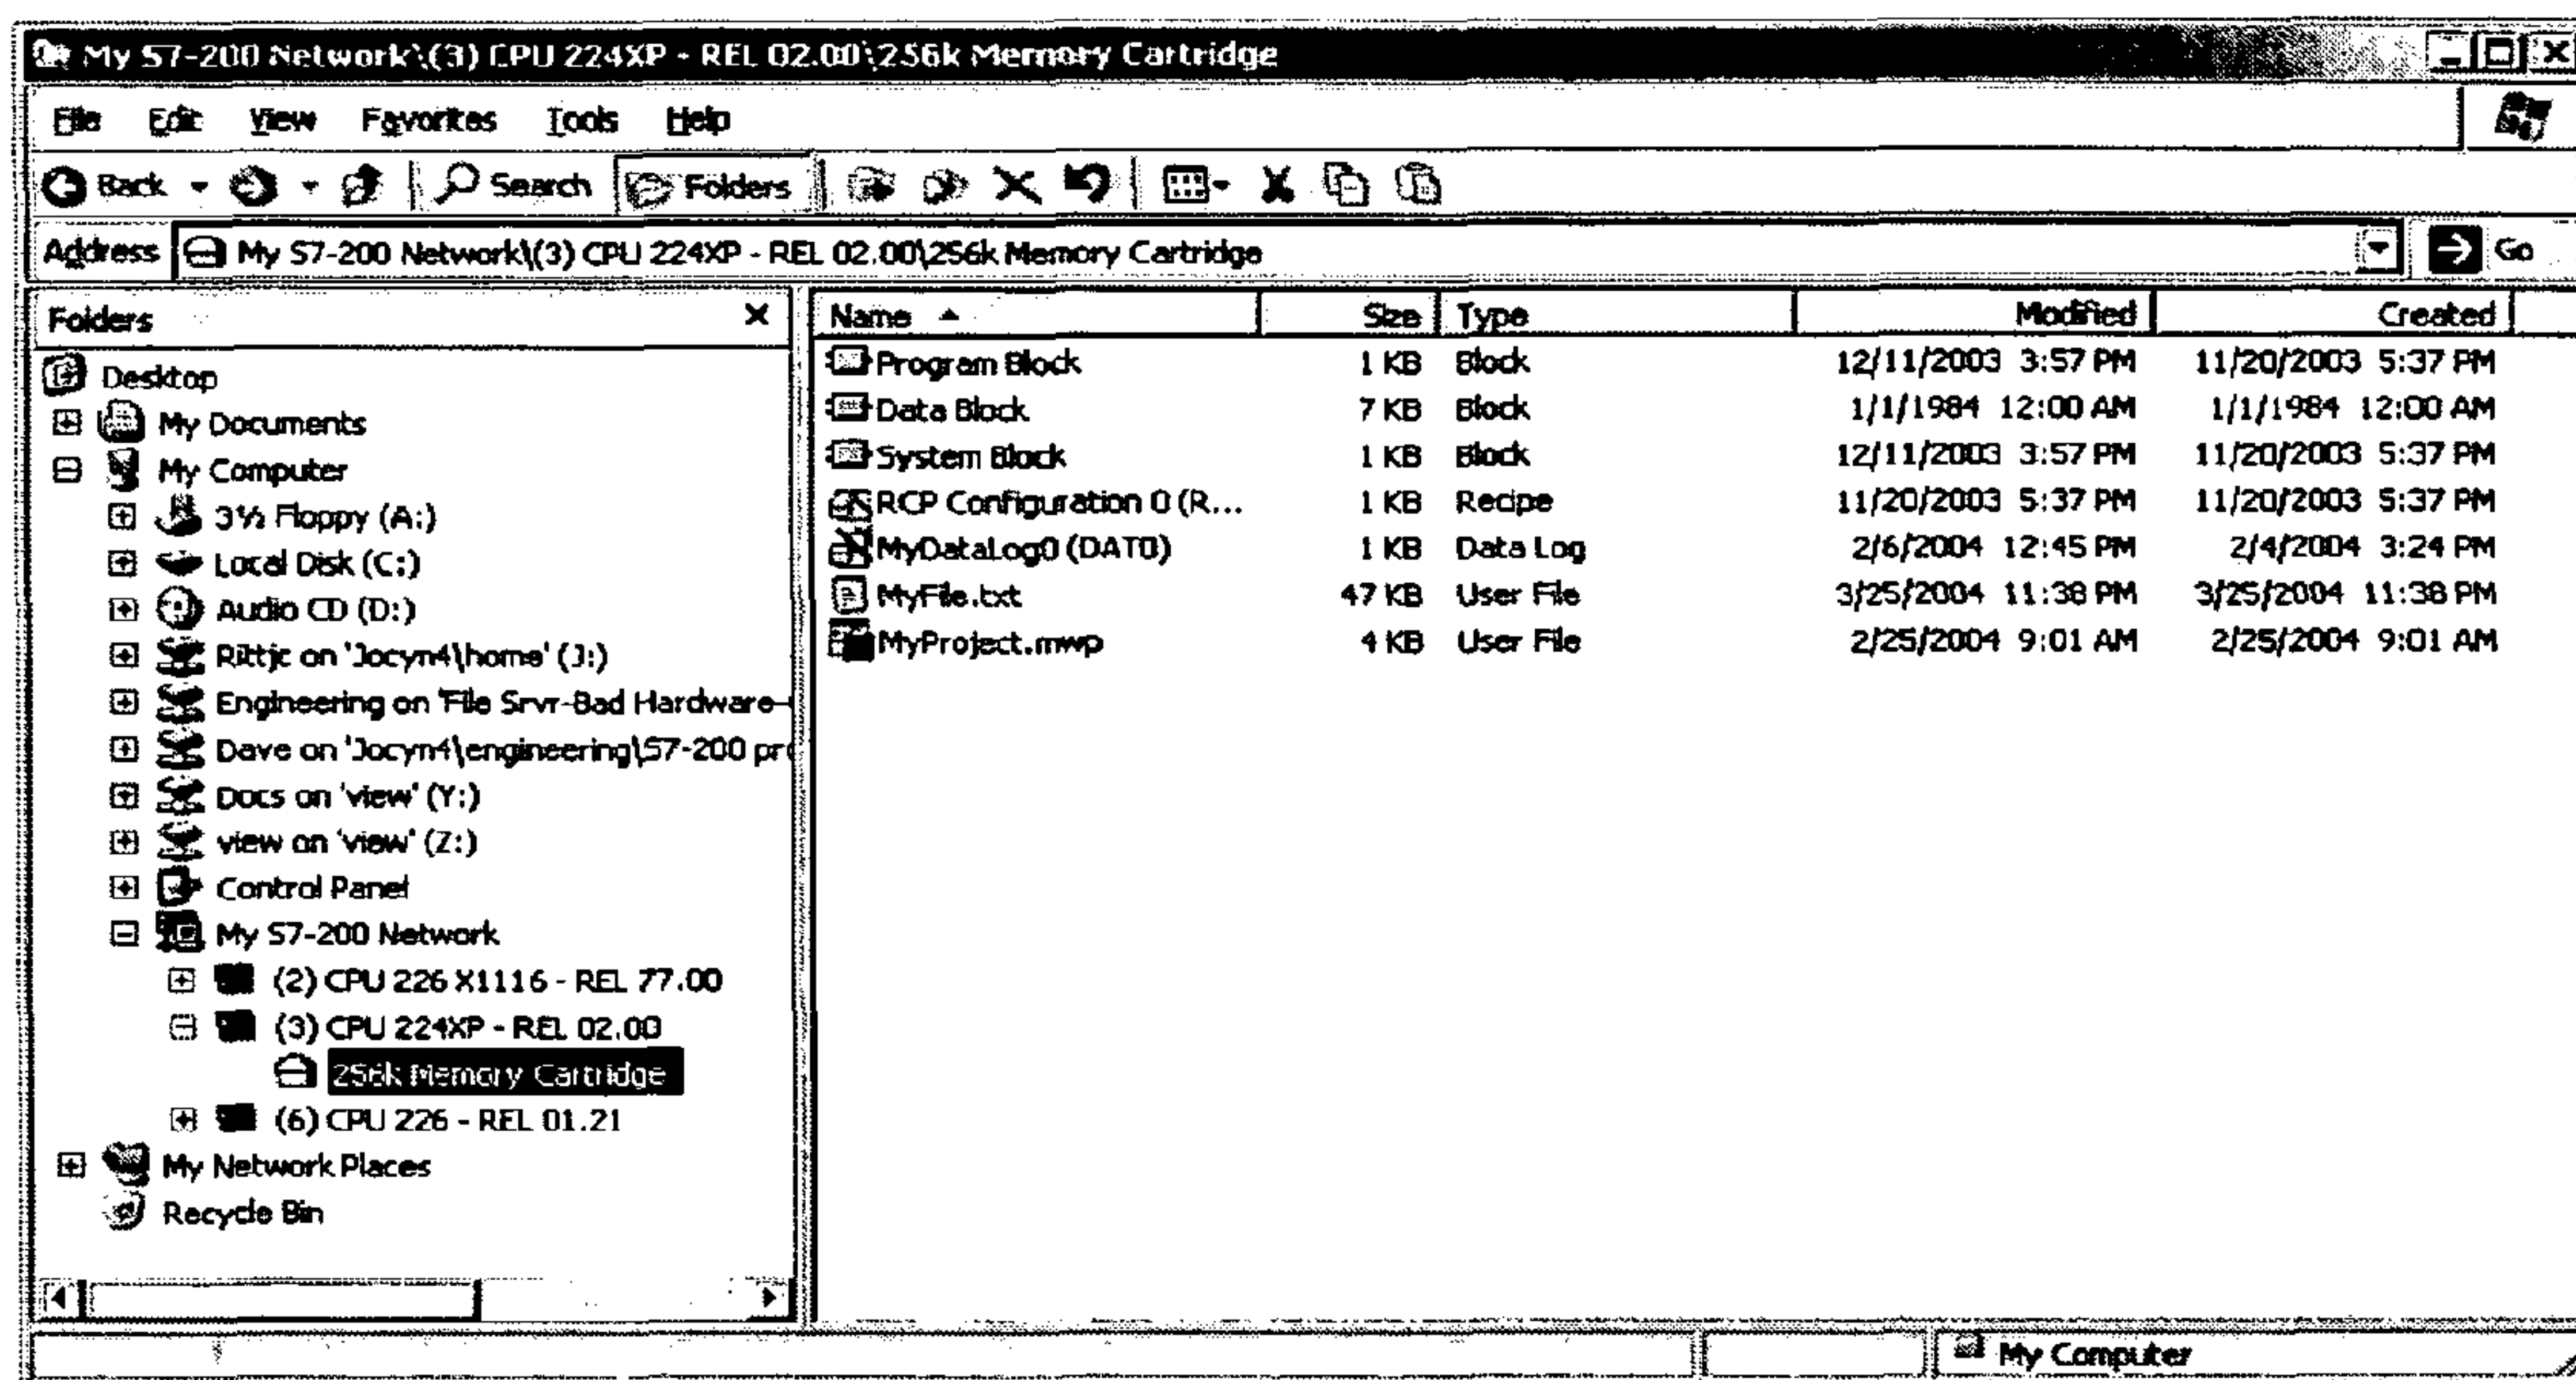 My S7-200 Network\(3) CPU 224XP - REL 02.00\256k Memory Cartridge
File Edit View Favorites Tools Help
Back Search Folders
Address My S7-200 Network\(3) CPU 224XP - REL 02.00\256k Memory Cartridge Go
Folders x
Name Size Type Modified Created
Desktop
My Documents
My Computer
3½ Floppy (A:)
Local Disk (C:)
Audio CD (D:)
Rittjc on 'Jocyn4\home' (J:)
Engineering on 'File Srvr-Bad Hardware-
Dave on 'Jocyn4\engineering\S7-200 pro
Docs on 'view' (Y:)
view on 'view' (Z:)
Control Panel
My S7-200 Network
(2) CPU 226 X1116 - REL 77.00
(3) CPU 224XP - REL 02.00
256k Memory Cartridge
(6) CPU 226 - REL 01.21
My Network Places
Recycle Bin
Program Block 1 KB Block 12/11/2003 3:57 PM 11/20/2003 5:37 PM
Data Block 7 KB Block 1/1/1984 12:00 AM 1/1/1984 12:00 AM
System Block 1 KB Block 12/11/2003 3:57 PM 11/20/2003 5:37 PM
RCP Configuration 0 (R... 1 KB Recipe 11/20/2003 5:37 PM 11/20/2003 5:37 PM
MyDataLog0 (DAT0) 1 KB Data Log 2/6/2004 12:45 PM 2/4/2004 3:24 PM
MyFile.txt 47 KB User File 3/25/2004 11:38 PM 3/25/2004 11:38 PM
MyProject.mwp 4 KB User File 2/25/2004 9:01 AM 2/25/2004 9:01 AM
My Computer